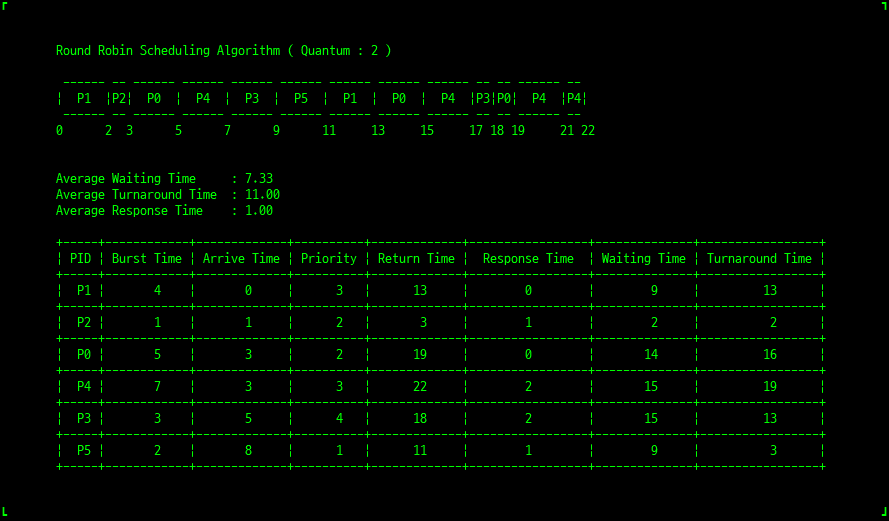 Round Robin Scheduling Algorithm ( Quantum : 2 )
------ -- ------ ------ ------ ------ ------ ------ ------ -- -- ------ --
¦  P1  ¦P2¦  P0  ¦  P4  ¦  P3  ¦  P5  ¦  P1  ¦  P0  ¦  P4  ¦P3¦P0¦  P4  ¦P4¦
------ -- ------ ------ ------ ------ ------ ------ ------ -- -- ------ --
0      2  3      5      7      9      11     13     15     17 18 19     21 22
Average Waiting Time     : 7.33
Average Turnaround Time  : 11.00
Average Response Time    : 1.00
+-----+------------+-------------+----------+-------------+-----------------+--------------+-----------------+
¦ PID ¦ Burst Time ¦ Arrive Time ¦ Priority ¦ Return Time ¦  Response Time  ¦ Waiting Time ¦ Turnaround Time ¦
+-----+------------+-------------+----------+-------------+-----------------+--------------+-----------------+
¦  P1 ¦       4    ¦       0     ¦      3   ¦      13     ¦        0        ¦        9     ¦         13      ¦
+-----+------------+-------------+----------+-------------+-----------------+--------------+-----------------+
¦  P2 ¦       1    ¦       1     ¦      2   ¦       3     ¦        1        ¦        2     ¦          2      ¦
+-----+------------+-------------+----------+-------------+-----------------+--------------+-----------------+
¦  P0 ¦       5    ¦       3     ¦      2   ¦      19     ¦        0        ¦       14     ¦         16      ¦
+-----+------------+-------------+----------+-------------+-----------------+--------------+-----------------+
¦  P4 ¦       7    ¦       3     ¦      3   ¦      22     ¦        2        ¦       15     ¦         19      ¦
+-----+------------+-------------+----------+-------------+-----------------+--------------+-----------------+
¦  P3 ¦       3    ¦       5     ¦      4   ¦      18     ¦        2        ¦       15     ¦         13      ¦
+-----+------------+-------------+----------+-------------+-----------------+--------------+-----------------+
¦  P5 ¦       2    ¦       8     ¦      1   ¦      11     ¦        1        ¦        9     ¦          3      ¦
+-----+------------+-------------+----------+-------------+-----------------+--------------+-----------------+